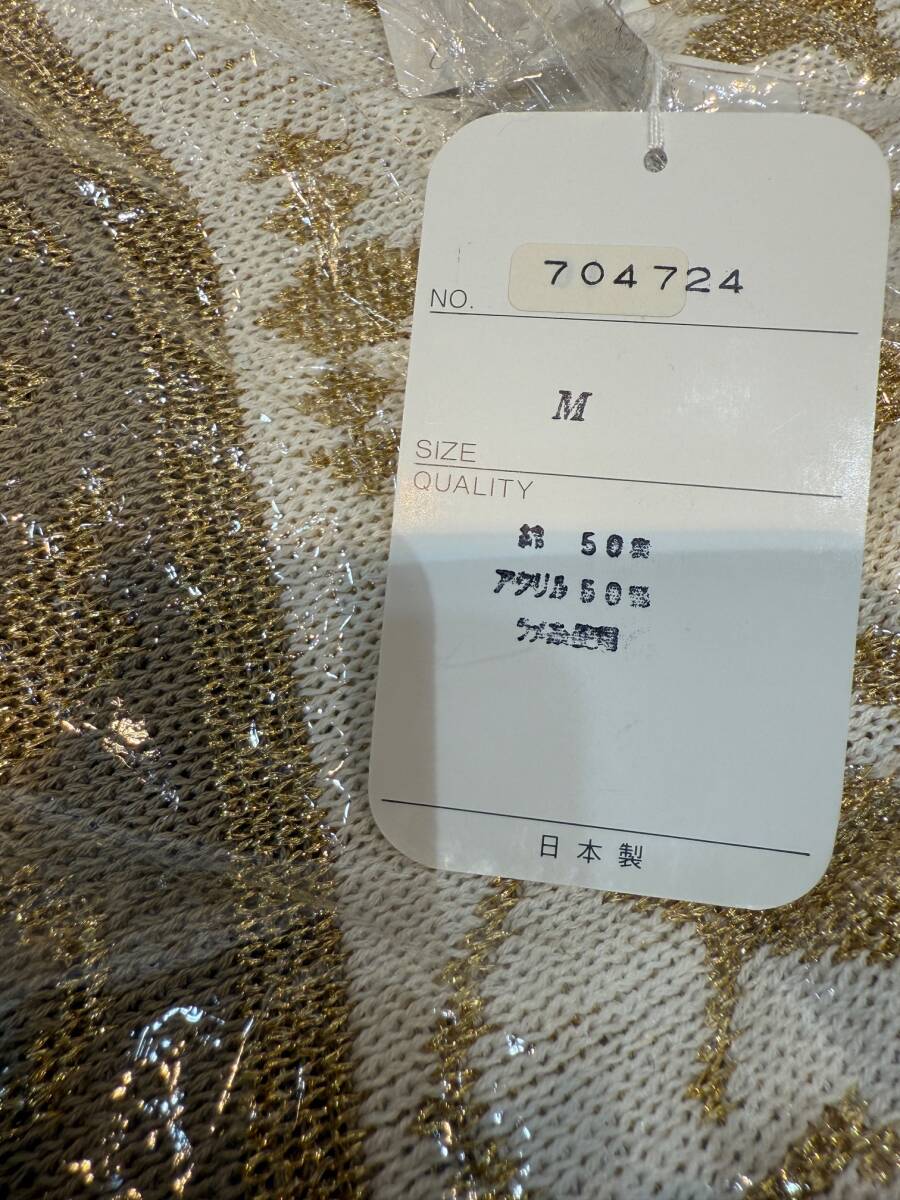 NO. 704724
SIZE M
QUALITY
綿 50%
アクリル 50%
ラメ糸使用
日本製